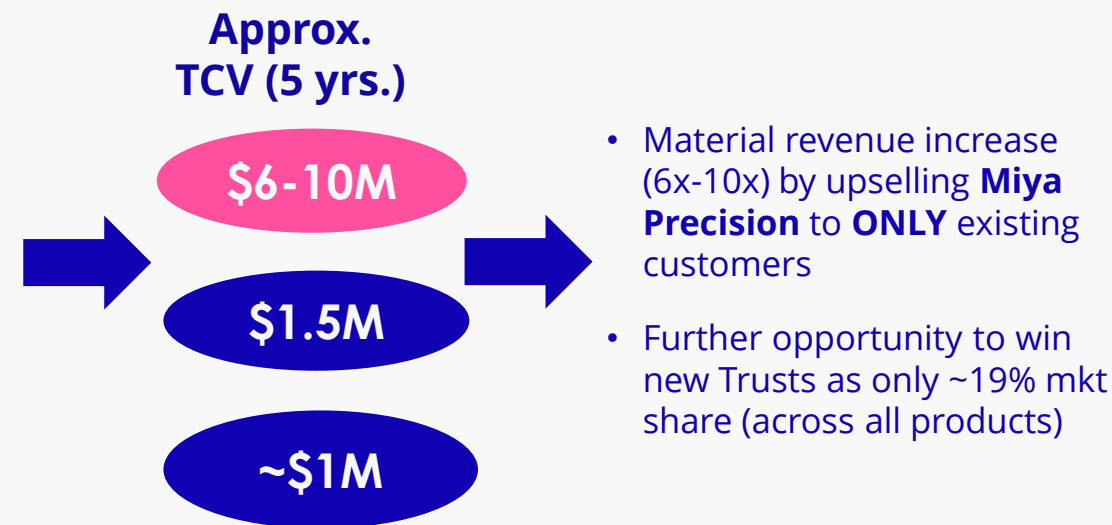 Approx.
TCV (5 yrs.)
$6-10M
$1.5M
~$1M
• Material revenue increase
(6x-10x) by upselling Miya
Precision to ONLY existing
customers
• Further opportunity to win
new Trusts as only ~19% mkt
share (across all products)